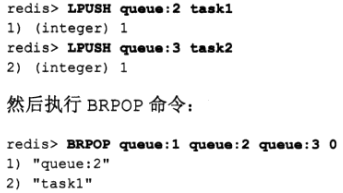 redis> LPUSH queue:2 task1
1) (integer) 1
redis> LPUSH queue:3 task2
2) (integer) 1
然后执行 BRPOP 命令：
redis> BRPOP queue:1 queue:2 queue:3 0
1) "queue:2"
2) "task1"